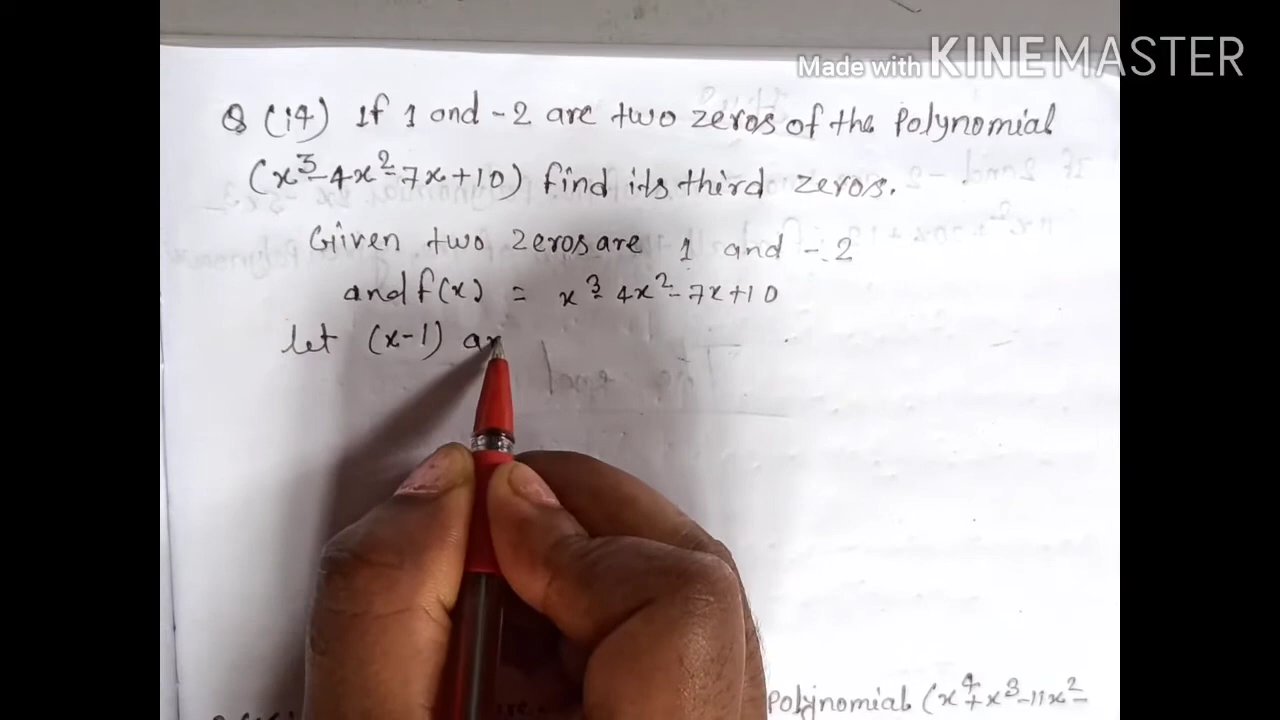 Made with KINEMASTER
Q (14) If 1 and -2 are two zeros of the Polynomial
(x³-4x²-7x+10) find its third zeros.
Given two zeros are 1 and -2
and f(x) = x³-4x²-7x+10
let (x-1) ar
polynomial (x⁴+x³-11x²-